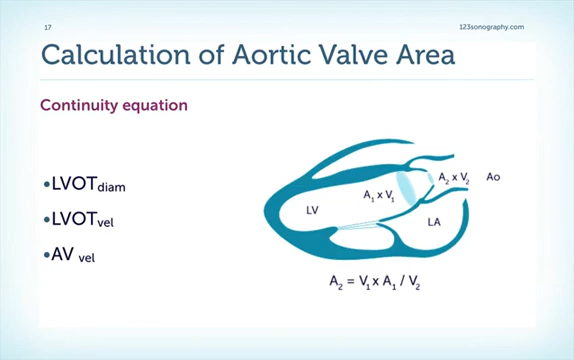 17
123sonography.com
Calculation of Aortic Valve Area
Continuity equation
•LVOTdiam
•LVOTvel
•AV vel
A₂ x V₂
Ao
A₁ x V₁
LV
LA
A₂ = V₁ x A₁ / V₂